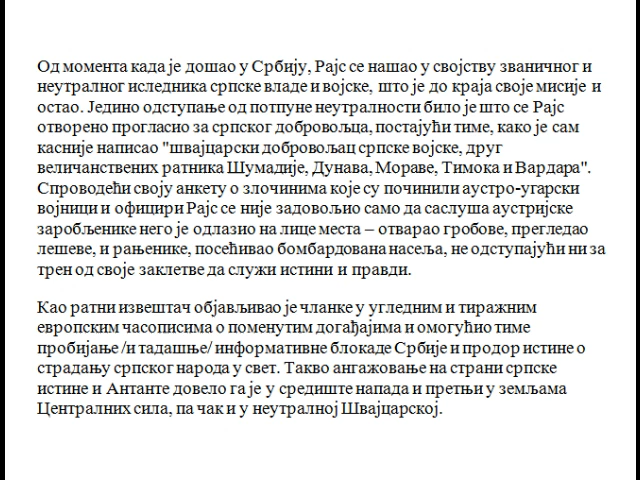 Од момента када је дошао у Србију, Рајс се нашао у својству званичног и
неутралног иследника српске владе и војске, што је до краја своје мисије и
остао. Једино одступање од потпуне неутралности било је што се Рајс
отворено прогласио за српског добровољца, постајући тиме, како је сам
касније написао "швајцарски добровољац српске војске, друг
величанствених ратника Шумадије, Дунава, Мораве, Тимока и Вардара".
Спроводећи своју анкету о злочинима које су починили аустро-угарски
војници и официри Рајс се није задовољио само да саслуша аустријске
заробљенике него је одлазио на лице места – отварао гробове, прегледао
лешеве, и рањенике, посећивао бомбардована насеља, не одступајући ни за
трен од своје заклетве да служи истини и правди.
Као ратни извештач објављивао је чланке у угледним и тиражним
европским часописима о поменутим догађајима и омогућио тиме
пробијање /и тадашње/ информативне блокаде Србије и продор истине о
страдању српског народа у свет. Такво ангажовање на страни српске
истине и Антанте довело га је у средиште напада и претњи у земљама
Централних сила, па чак и у неутралној Швајцарској.